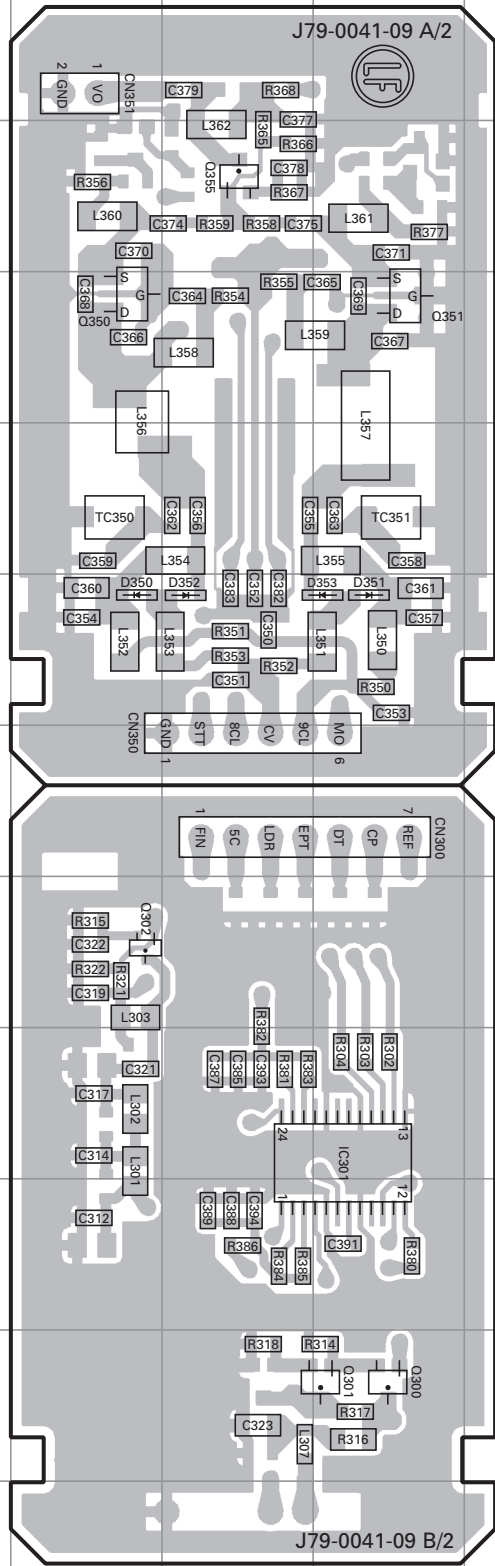 J79-0041-09 A/2
LF
2 1
GND VO
CN351
C379 R368
L362 R365 C377
R366
Q355 C378
R356 R367
L360 C374 R359 R358 C375 L361
R377
C370 C371
C368 S G D R355 C365 C369 S G D
C364 R354
Q350 Q351
C366 L359 C367
L358
L356 L357
TC350 C362 C356 C355 C363 TC351
C359 L354 L355 C358
C360 D350 D352 C383 C352 C382 D353 D351 C361
C354 C357
L352 L353 R351 C350 L351 L350
R353 R352
C351 R350
C353
CN350 GND STT 8CL CV 9CL MO
1 6
1 7
FIN 5C LDR EPT DT CP REF CN300
R315 Q302
C322
R322 R321
C319
L303 R382
R304 R303 R302
C321 C387 C385 C393 R381 R383
C317 L302
24 13
C314 L301 IC301
1 12
C312 C389 C388 C394
R386 C391 R380
R384 R385
R318 R314
Q301 Q300
R317
C323 L307 R316
J79-0041-09 B/2